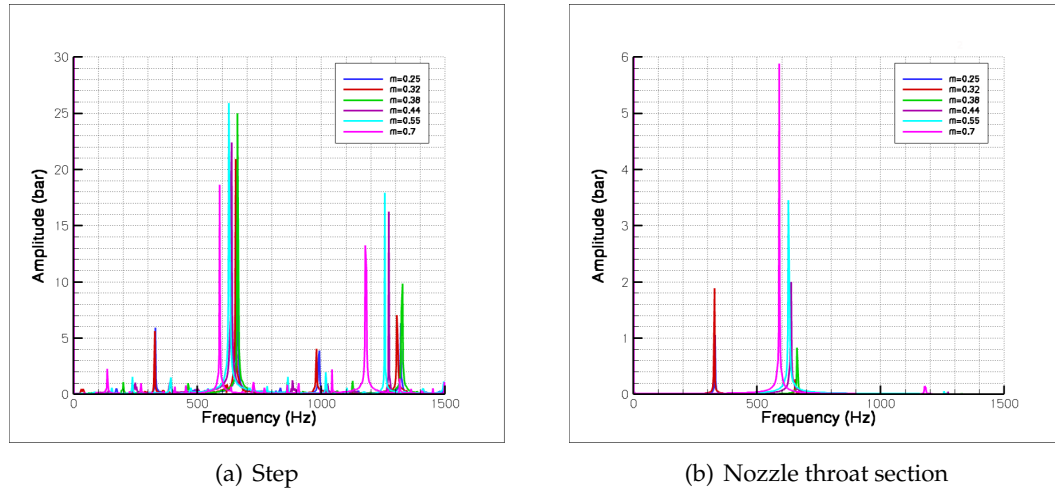 30
25
20
15
10
5
0
0
500
1000
1500
Amplitude (bar)
Frequency (Hz)
m=0.25
m=0.32
m=0.38
m=0.44
m=0.55
m=0.7
(a) Step
6
5
4
3
2
1
0
0
500
1000
1500
Amplitude (bar)
Frequency (Hz)
m=0.25
m=0.32
m=0.38
m=0.44
m=0.55
m=0.7
(b) Nozzle throat section